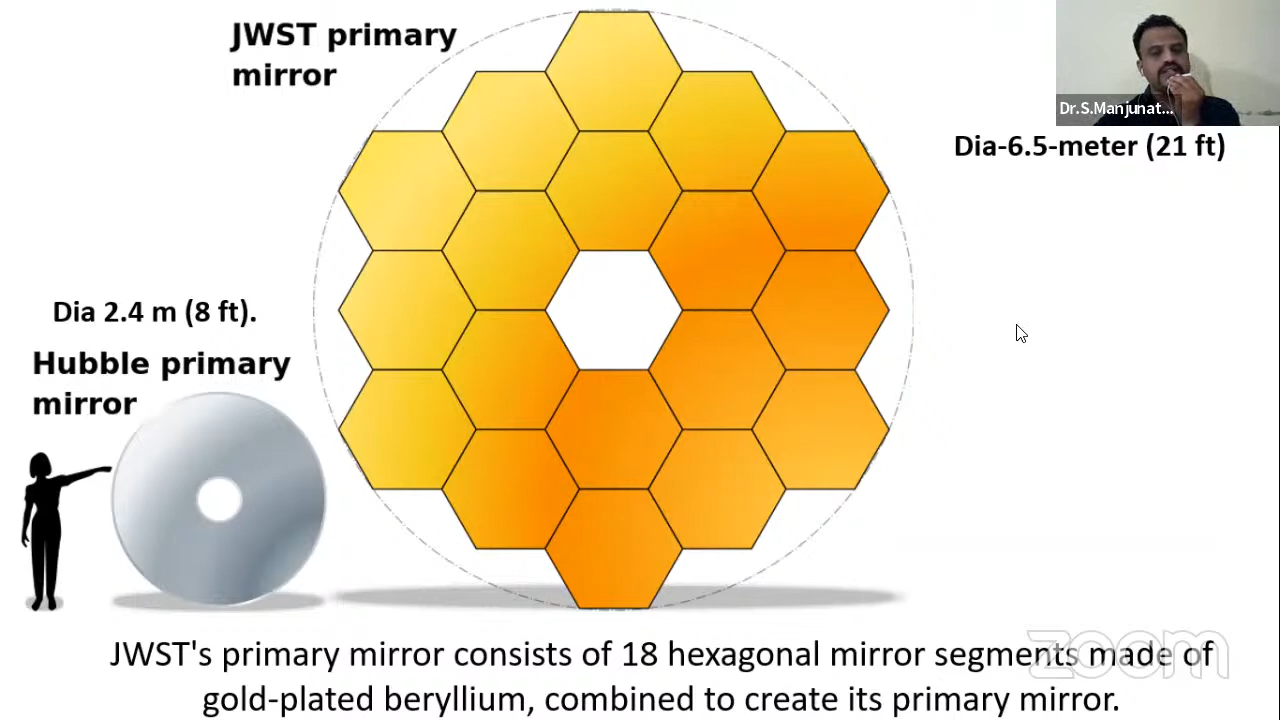 JWST primary
mirror
Dr.S.Manjunat...
Dia-6.5-meter (21 ft)
Dia 2.4 m (8 ft).
Hubble primary
mirror
JWST's primary mirror consists of 18 hexagonal mirror segments made of
gold-plated beryllium, combined to create its primary mirror.
zoom